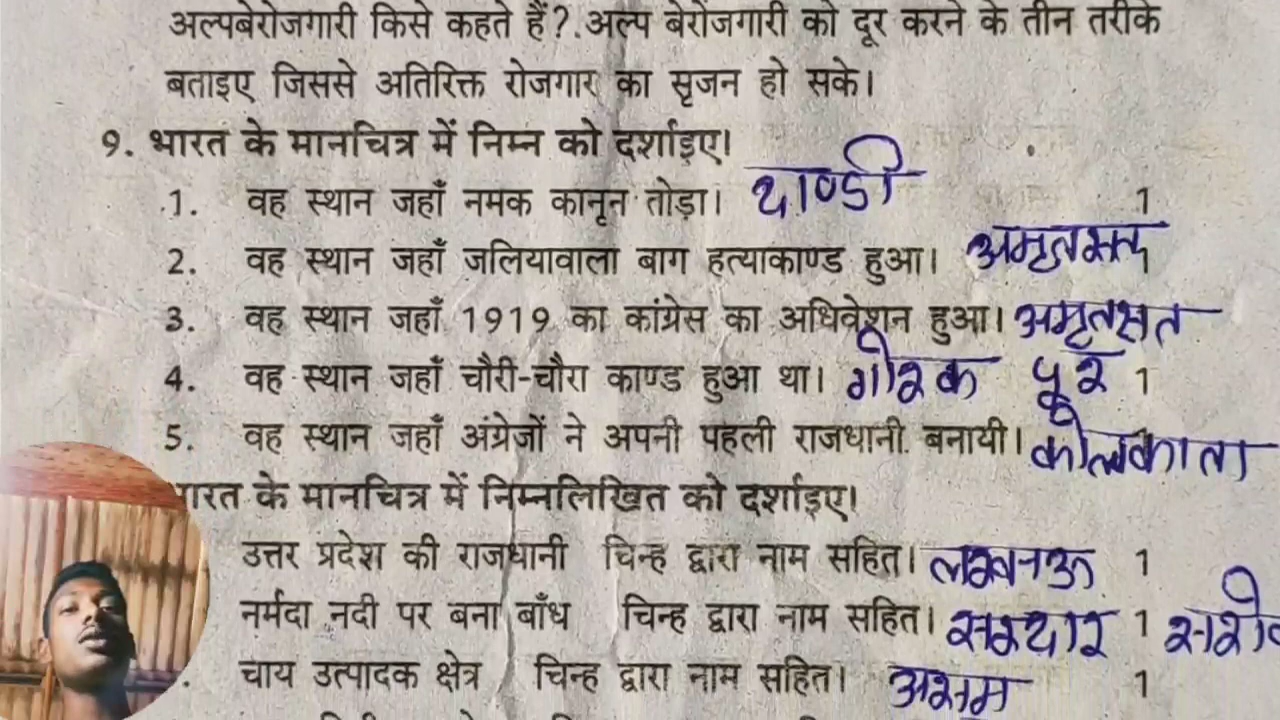 अल्पबेरोजगारी किसे कहते हैं?.अल्प बेरोजगारी को दूर करने के तीन तरीके
बताइए जिससे अतिरिक्त रोजगार का सृजन हो सके।
9. भारत के मानचित्र में निम्न को दर्शाइए।
1. वह स्थान जहाँ नमक कानून तोड़ा। दाण्डी 1
2. वह स्थान जहाँ जलियावाला बाग हत्याकाण्ड हुआ। 1
3. वह स्थान जहाँ 1919 का कांग्रेस का अधिवेशन हुआ। अमृतसत
4. वह स्थान जहाँ चौरी-चौरा काण्ड हुआ था। गोरक पूर 1
5. वह स्थान जहाँ अंग्रेजों ने अपनी पहली राजधानी. बनायी। कोलकाता
भारत के मानचित्र में निम्नलिखित को दर्शाइए।
उत्तर प्रदेश की राजधानी चिन्ह द्वारा नाम सहित। लखनऊ 1
नर्मदा नदी पर बना बाँध चिन्ह द्वारा नाम सहित। सरदार 1
चाय उत्पादक क्षेत्र चिन्ह द्वारा नाम सहित। असम 1